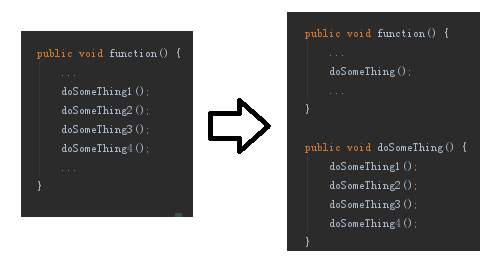 public void function() {
...
doSomeThing1();
doSomeThing2();
doSomeThing3();
doSomeThing4();
...
}
public void function() {
...
doSomeThing();
...
}
public void doSomeThing() {
doSomeThing1();
doSomeThing2();
doSomeThing3();
doSomeThing4();
}